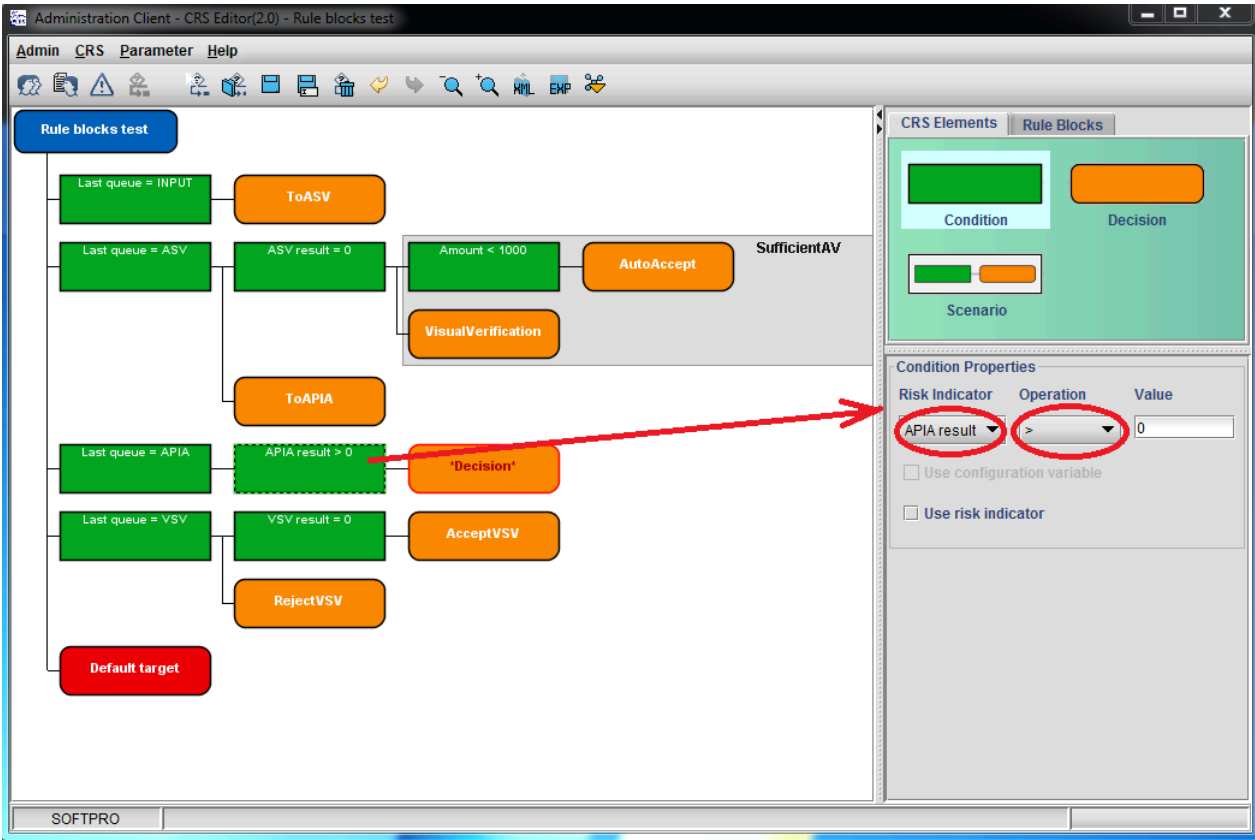 Administration Client - CRS Editor(2.0) - Rule blocks test
Admin CRS Parameter Help
XML EXP
Rule blocks test
Last queue = INPUT
ToASV
Last queue = ASV
ASV result = 0
Amount < 1000
AutoAccept
SufficientAV
VisualVerification
ToAPIA
Last queue = APIA
APIA result > 0
*Decision*
Last queue = VSV
VSV result = 0
AcceptVSV
RejectVSV
Default target
CRS Elements Rule Blocks
Condition Decision
Scenario
Condition Properties
Risk Indicator Operation Value
APIA result > 0
Use configuration variable
Use risk indicator
SOFTPRO